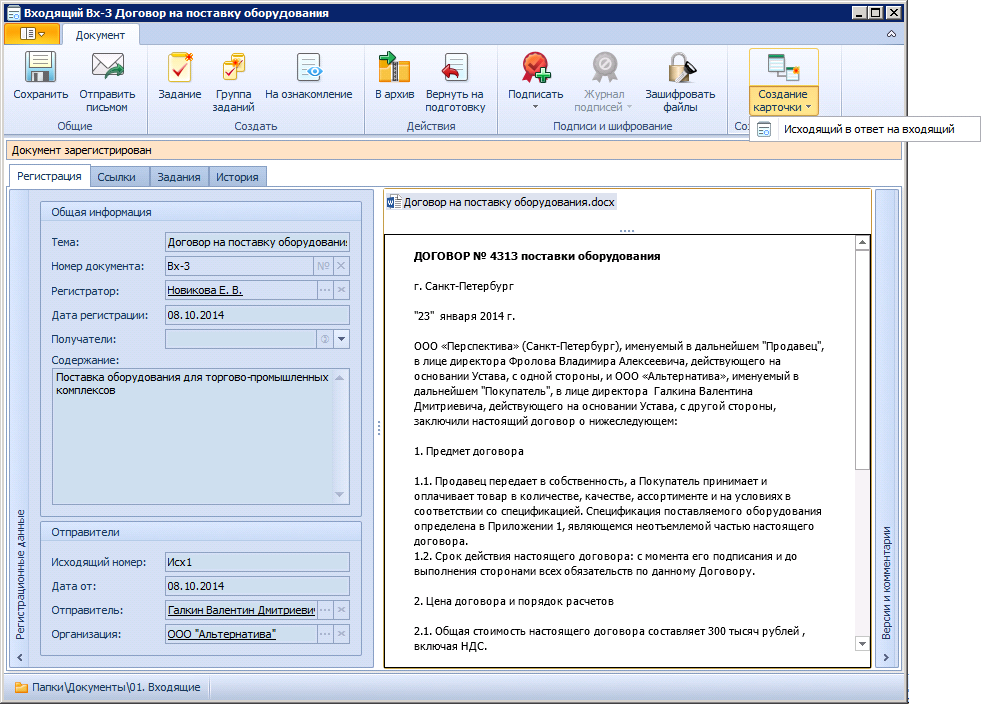 Входящий Вх-3 Договор на поставку оборудования
Документ
Сохранить
Отправить
письмом
Общие
Задание
Группа
заданий
На ознакомление
Создать
В архив
Вернуть на
подготовку
Действия
Подписать
Журнал
подписей
Зашифровать
файлы
Подписи и шифрование
Создание
карточки
Исходящий в ответ на входящий
Документ зарегистрирован
Регистрация
Ссылки
Задания
История
Регистрационные данные
Общая информация
Тема:
Договор на поставку оборудования
Номер документа:
Вх-3
№
Регистратор:
Новикова Е. В.
Дата регистрации:
08.10.2014
Получатели:
Содержание:
Поставка оборудования для торгово-промышленных
комплексов
Отправители
Исходящий номер:
Исх1
Дата от:
08.10.2014
Отправитель:
Галкин Валентин Дмитриеви
Организация:
ООО "Альтернатива"
Договор на поставку оборудования.docx
ДОГОВОР № 4313 поставки оборудования
г. Санкт-Петербург
"23" января 2014 г.
ООО «Перспектива» (Санкт-Петербург), именуемый в дальнейшем "Продавец",
в лице директора Фролова Владимира Алексеевича, действующего на
основании Устава, с одной стороны, и ООО «Альтернатива», именуемый в
дальнейшем "Покупатель", в лице директора Галкина Валентина
Дмитриевича, действующего на основании Устава, с другой стороны,
заключили настоящий договор о нижеследующем:
1. Предмет договора
1.1. Продавец передает в собственность, а Покупатель принимает и
оплачивает товар в количестве, качестве, ассортименте и на условиях в
соответствии со спецификацией. Спецификация поставляемого оборудования
определена в Приложении 1, являющемся неотъемлемой частью настоящего
договора.
1.2. Срок действия настоящего договора: с момента его подписания и до
выполнения сторонами всех обязательств по данному Договору.
2. Цена договора и порядок расчетов
2.1. Общая стоимость настоящего договора составляет 300 тысяч рублей ,
включая НДС.
Версии и комментарии
Папки\Документы\01. Входящие